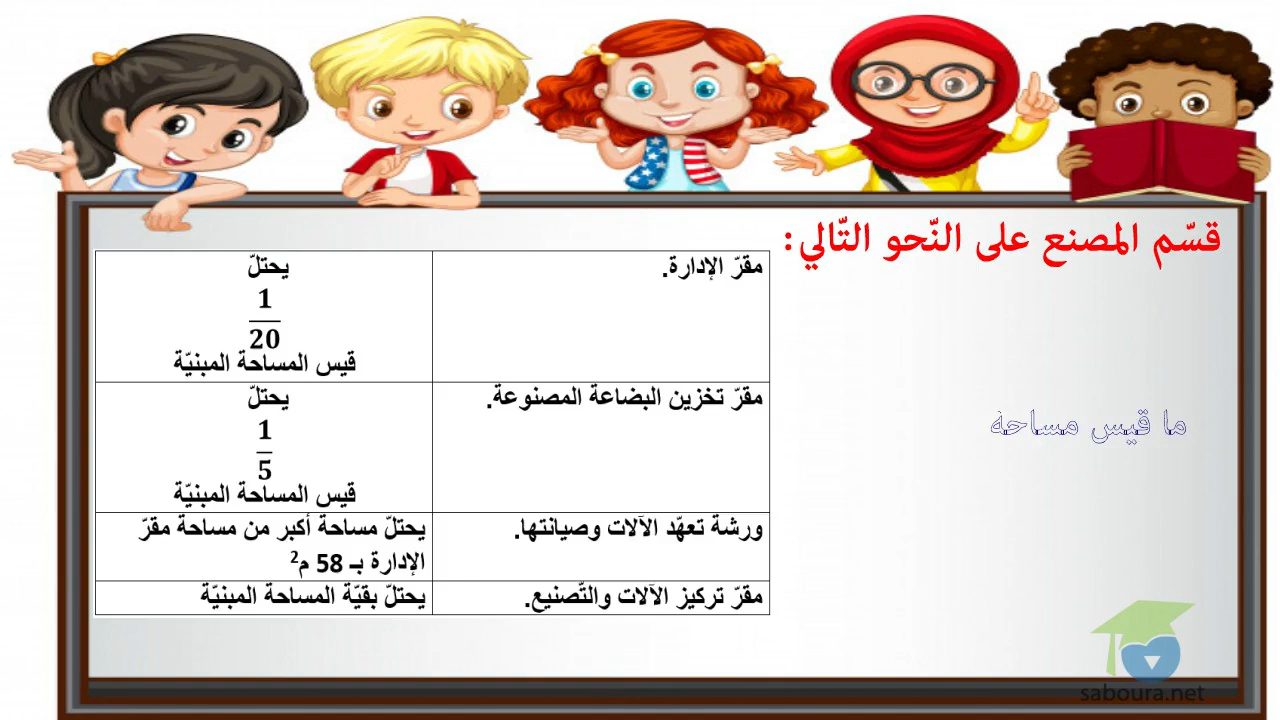 قسّم المصنع على النّحو التّالي:
مقرّ الإدارة.
يحتلّ
1
20
قيس المساحة المبنيّة
مقرّ تخزين البضاعة المصنوعة.
يحتلّ
1
5
قيس المساحة المبنيّة
ورشة تعهّد الآلات وصيانتها.
يحتلّ مساحة أكبر من مساحة مقرّ
الإدارة بـ 58 م²
مقرّ تركيز الآلات والتّصنيع.
يحتلّ بقيّة المساحة المبنيّة
ما قيس مساحة
saboura.net